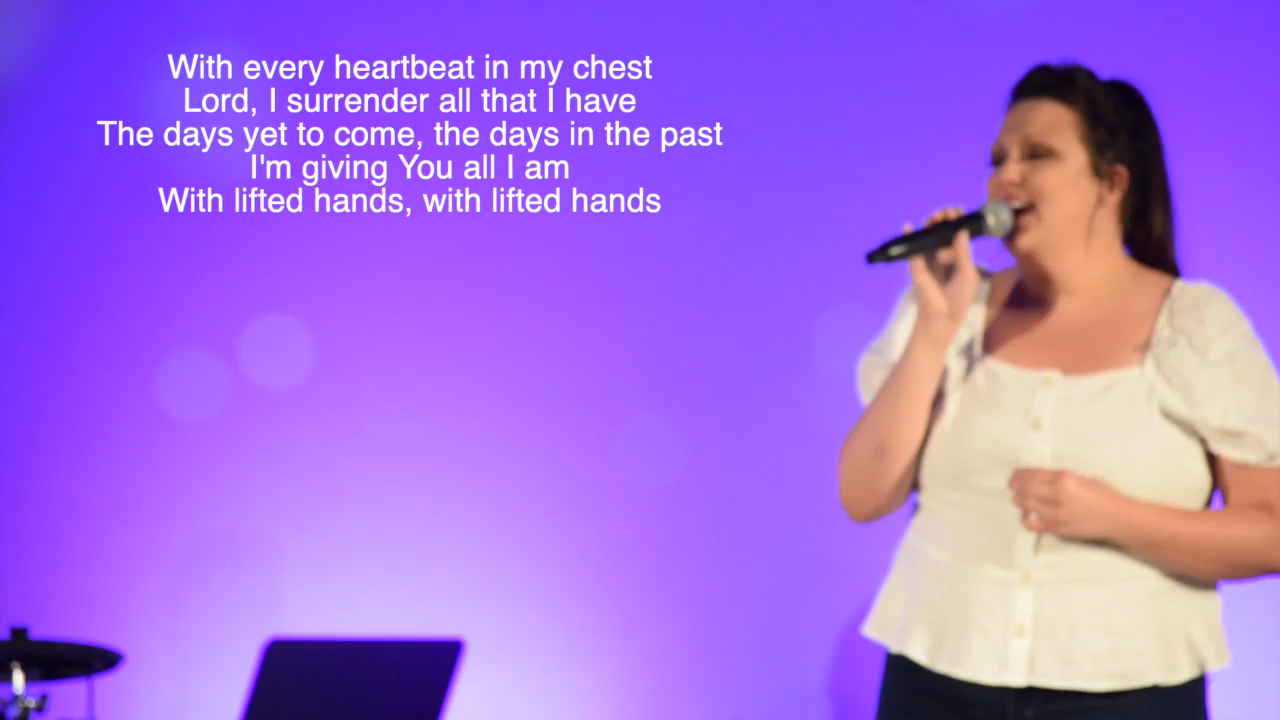 With every heartbeat in my chest
Lord, I surrender all that I have
The days yet to come, the days in the past
I'm giving You all I am
With lifted hands, with lifted hands